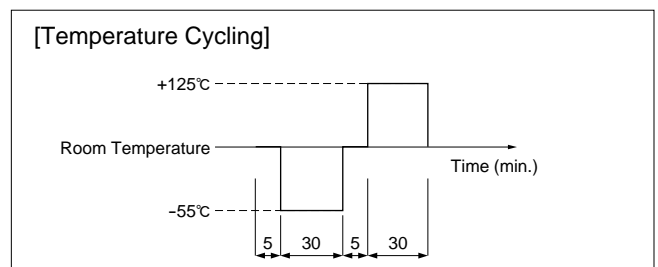 [Temperature Cycling]
+125℃
Room Temperature
Time (min.)
−55℃
5 30 5 30